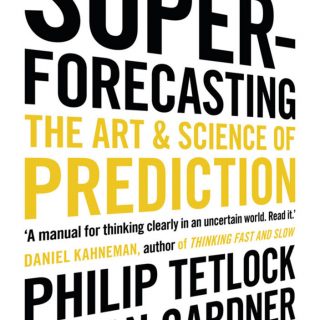 SUPER-
FORECASTING
THE ART & SCIENCE OF
PREDICTION
'A manual for thinking clearly in an uncertain world. Read it.'
DANIEL KAHNEMAN, author of THINKING FAST AND SLOW
PHILIP TETLOCK
GARDNER